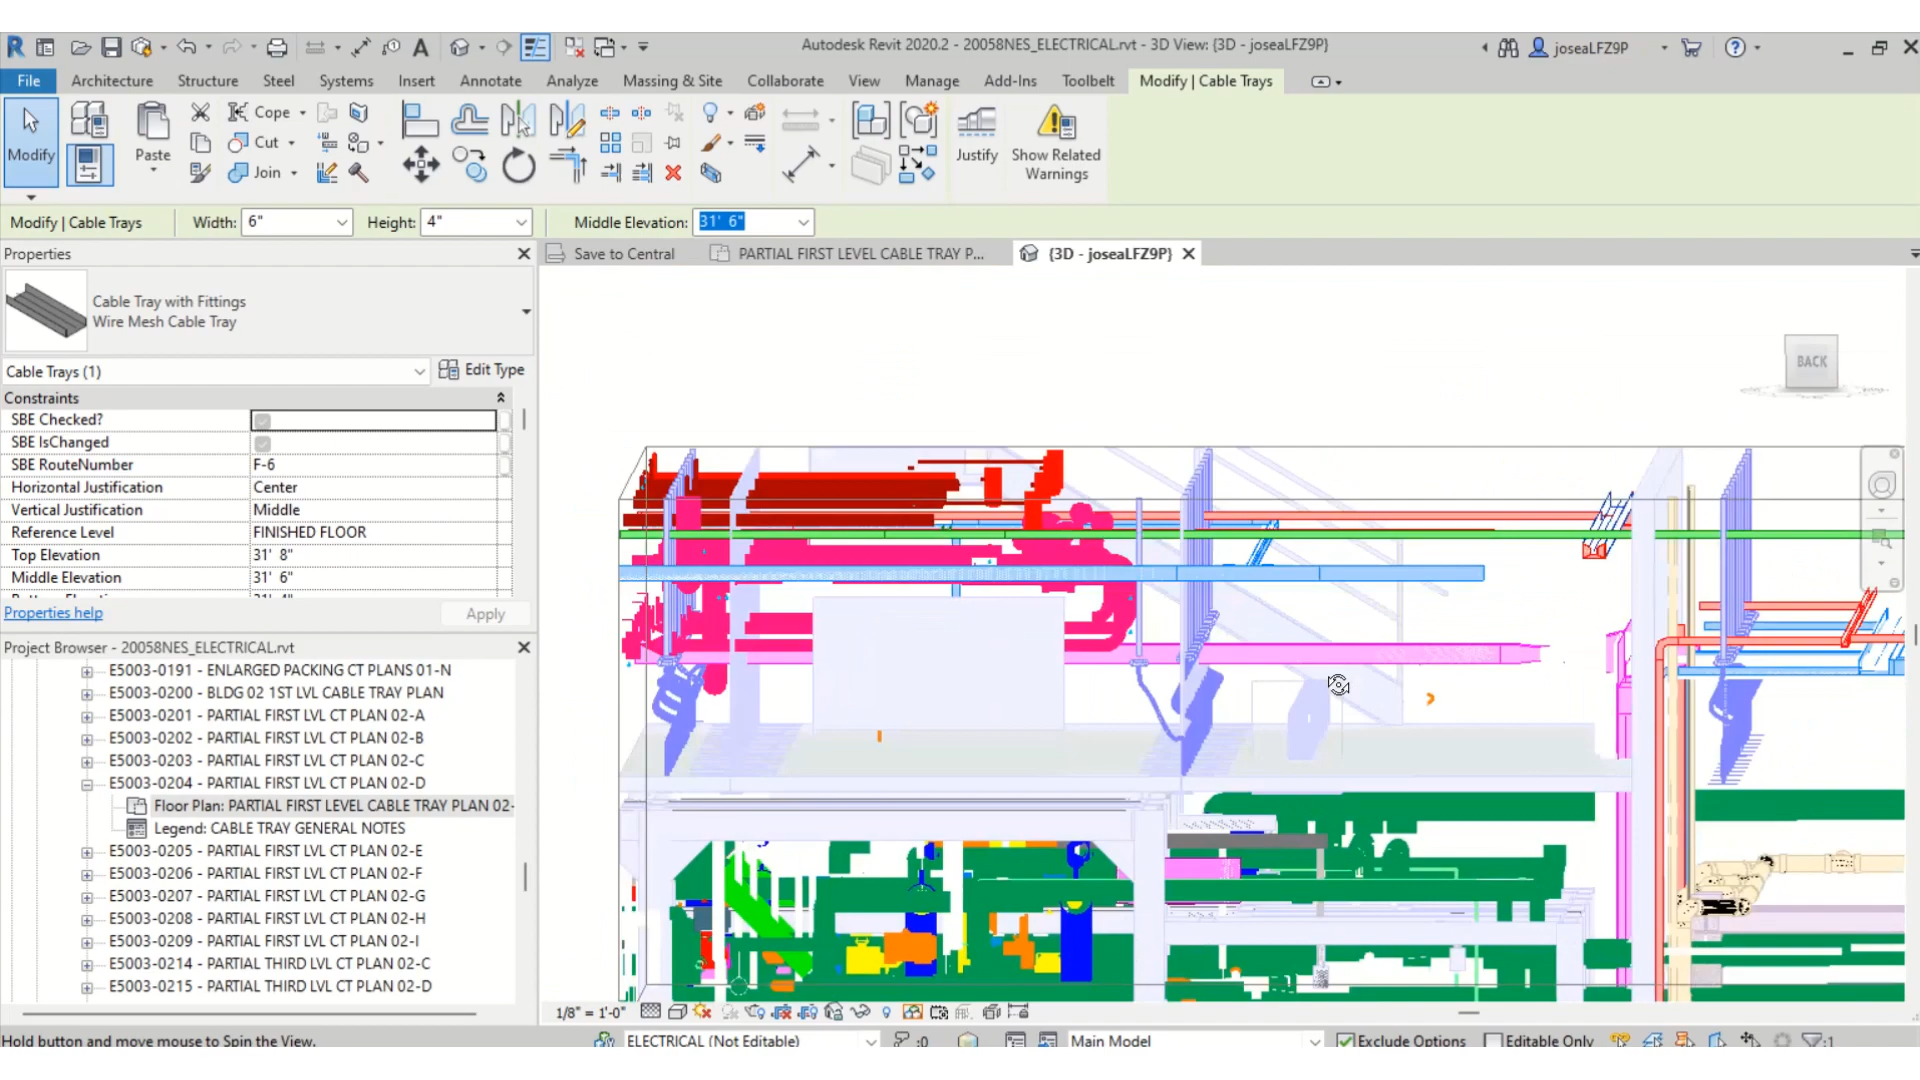 Autodesk Revit 2020.2 - 20058NES_ELECTRICAL.rvt - 3D View: {3D - joseaLFZ9P}
joseaLFZ9P
File Architecture Structure Steel Systems Insert Annotate Analyze Massing & Site Collaborate View Manage Add-Ins Toolbelt Modify | Cable Trays
Modify
Paste
Cope
Cut
Join
Justify
Show Related
Warnings
Modify | Cable Trays Width: 6" Height: 4" Middle Elevation: 31' 6"
Properties
Save to Central
PARTIAL FIRST LEVEL CABLE TRAY P...
{3D - joseaLFZ9P}
Cable Tray with Fittings
Wire Mesh Cable Tray
Cable Trays (1)
Edit Type
Constraints
SBE Checked?
SBE IsChanged
SBE RouteNumber F-6
Horizontal Justification Center
Vertical Justification Middle
Reference Level FINISHED FLOOR
Top Elevation 31' 8"
Middle Elevation 31' 6"
Properties help
Apply
BACK
Project Browser - 20058NES_ELECTRICAL.rvt
E5003-0191 - ENLARGED PACKING CT PLANS 01-N
E5003-0200 - BLDG 02 1ST LVL CABLE TRAY PLAN
E5003-0201 - PARTIAL FIRST LVL CT PLAN 02-A
E5003-0202 - PARTIAL FIRST LVL CT PLAN 02-B
E5003-0203 - PARTIAL FIRST LVL CT PLAN 02-C
E5003-0204 - PARTIAL FIRST LVL CT PLAN 02-D
Floor Plan: PARTIAL FIRST LEVEL CABLE TRAY PLAN 02-
Legend: CABLE TRAY GENERAL NOTES
E5003-0205 - PARTIAL FIRST LVL CT PLAN 02-E
E5003-0206 - PARTIAL FIRST LVL CT PLAN 02-F
E5003-0207 - PARTIAL FIRST LVL CT PLAN 02-G
E5003-0208 - PARTIAL FIRST LVL CT PLAN 02-H
E5003-0209 - PARTIAL FIRST LVL CT PLAN 02-I
E5003-0214 - PARTIAL THIRD LVL CT PLAN 02-C
E5003-0215 - PARTIAL THIRD LVL CT PLAN 02-D
1/8" = 1'-0"
Hold button and move mouse to Spin the View.
ELECTRICAL (Not Editable)
:0
Main Model
Exclude Options
Editable Only
:1